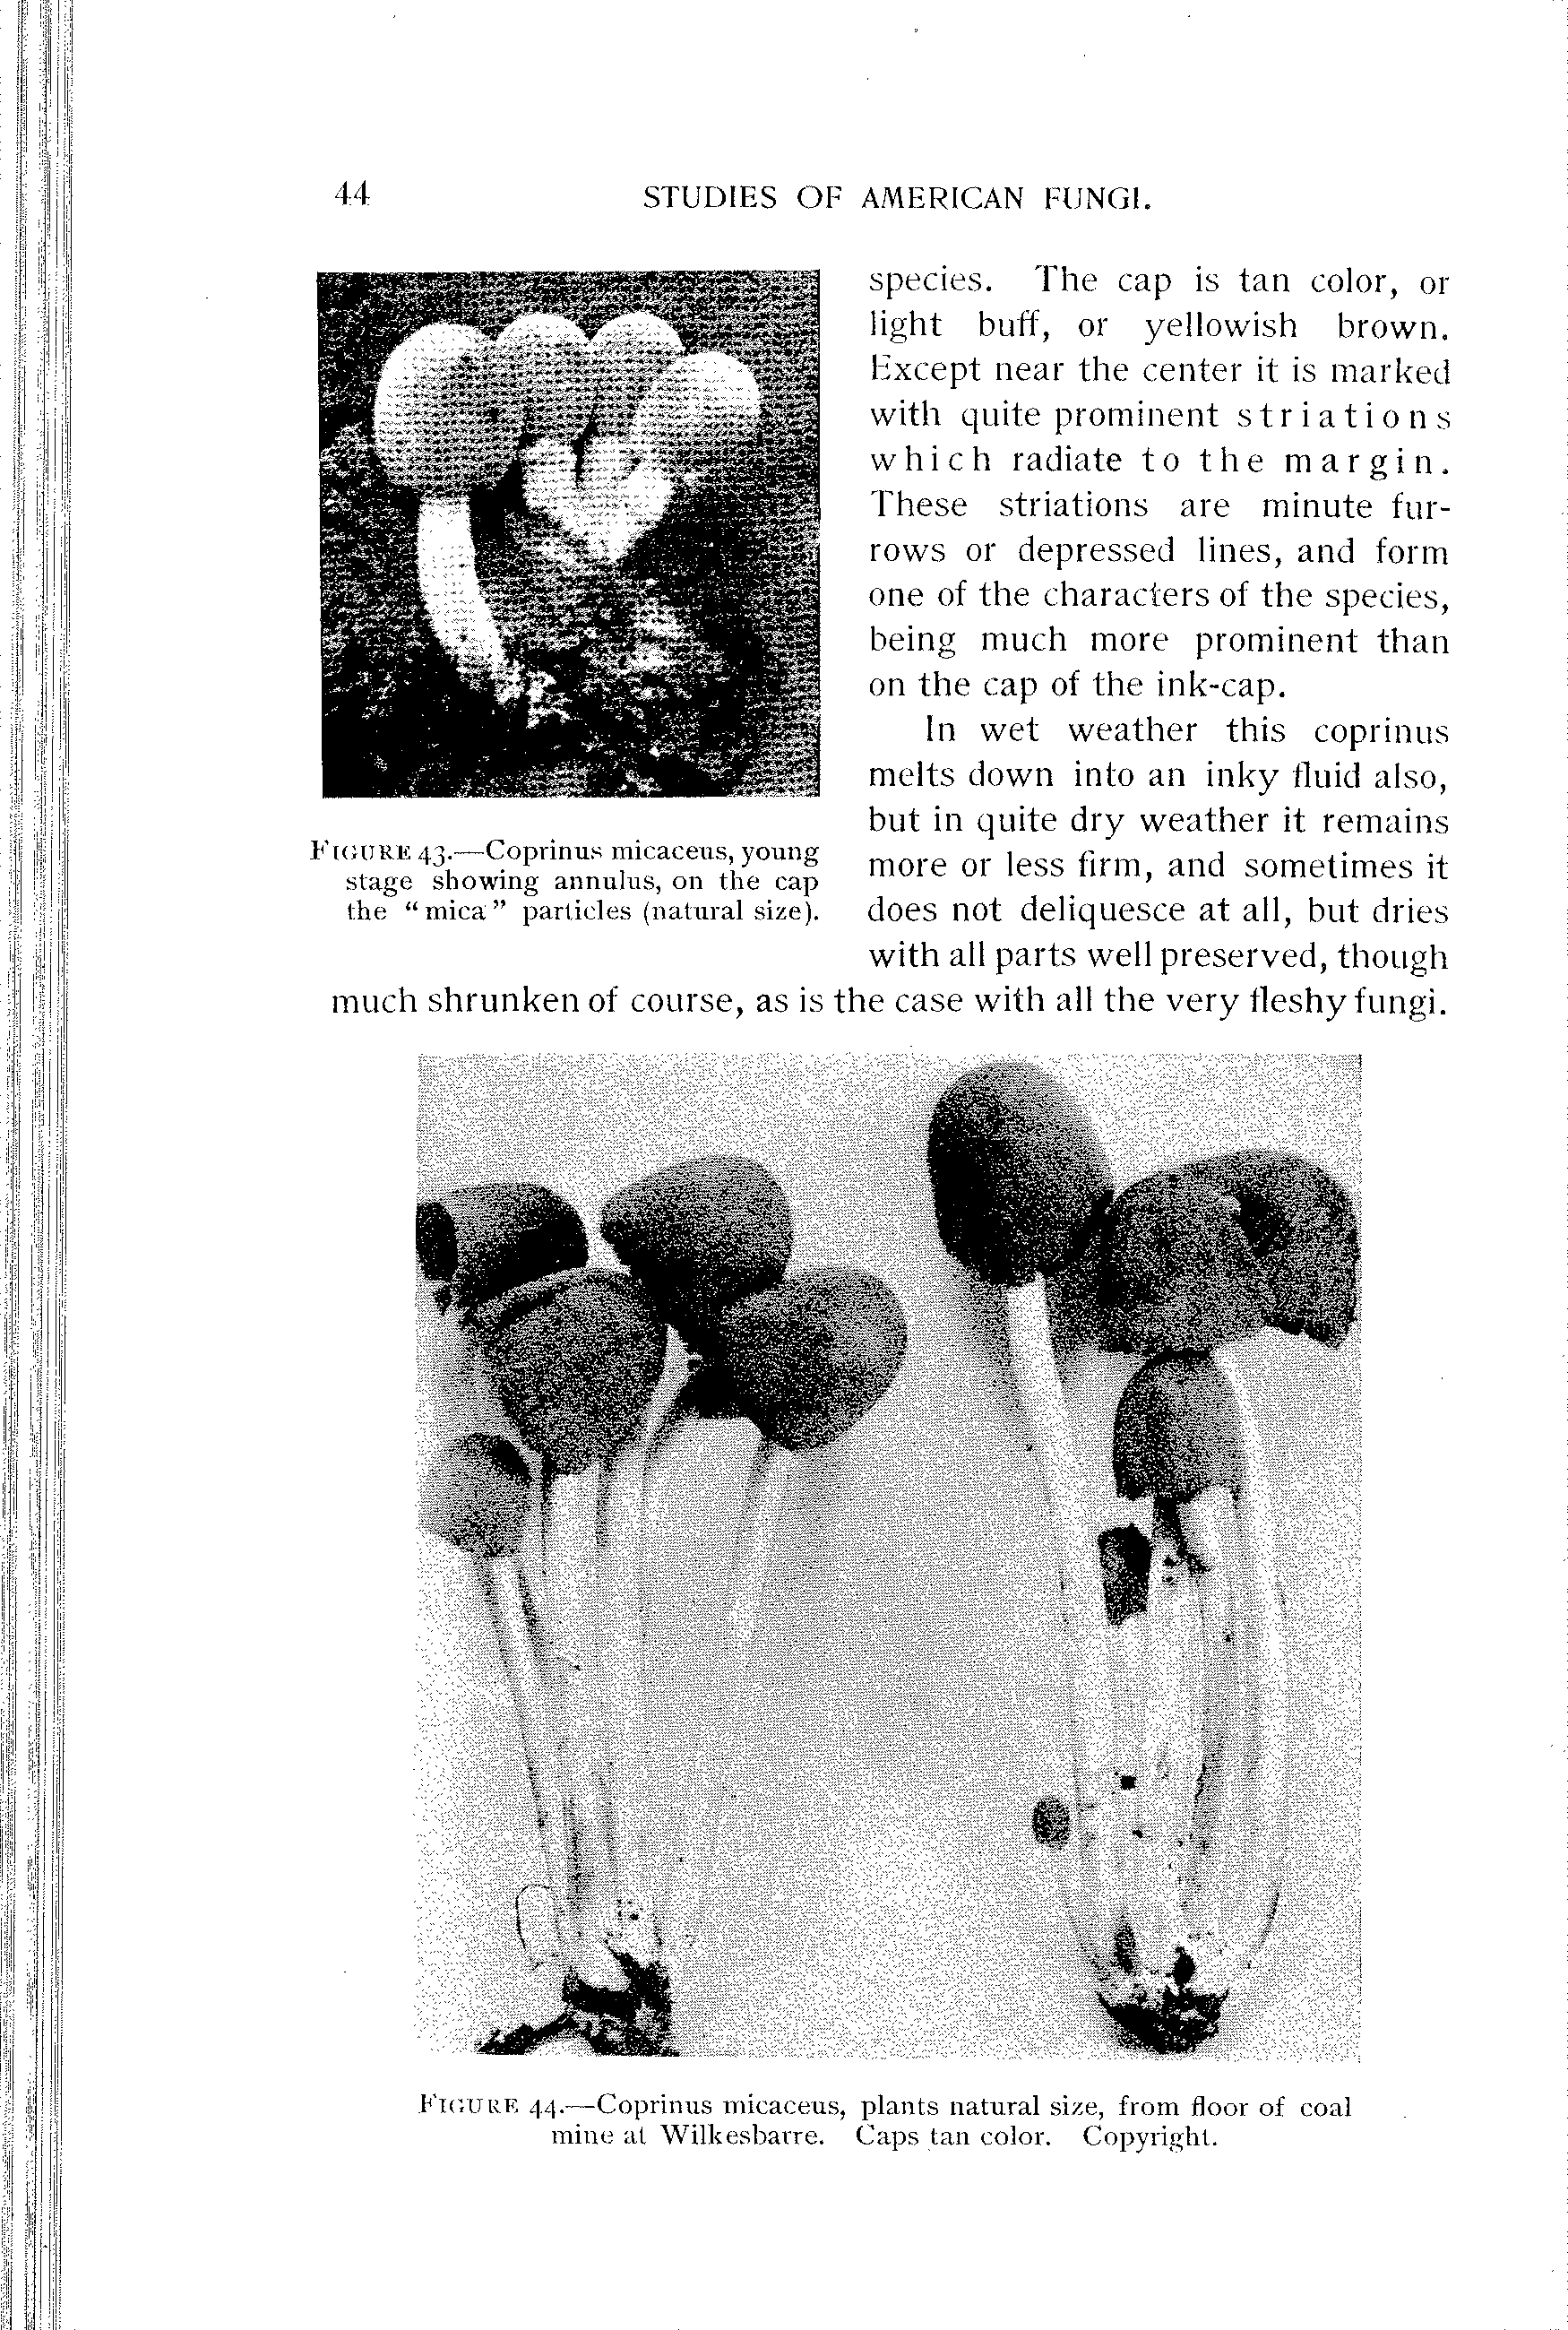 44 STUDIES OF AMERICAN FUNGI.
species. The cap is tan color, or
light buff, or yellowish brown.
Except near the center it is marked
with quite prominent striations
which radiate to the margin.
These striations are minute fur-
rows or depressed lines, and form
one of the characters of the species,
being much more prominent than
on the cap of the ink-cap.
In wet weather this coprinus
melts down into an inky fluid also,
but in quite dry weather it remains
more or less firm, and sometimes it
does not deliquesce at all, but dries
with all parts well preserved, though
much shrunken of course, as is the case with all the very fleshy fungi.
FIGURE 43.—Coprinus micaceus, young
stage showing annulus, on the cap
the “mica” particles (natural size).
FIGURE 44.—Coprinus micaceus, plants natural size, from floor of coal
mine at Wilkesbarre. Caps tan color. Copyright.